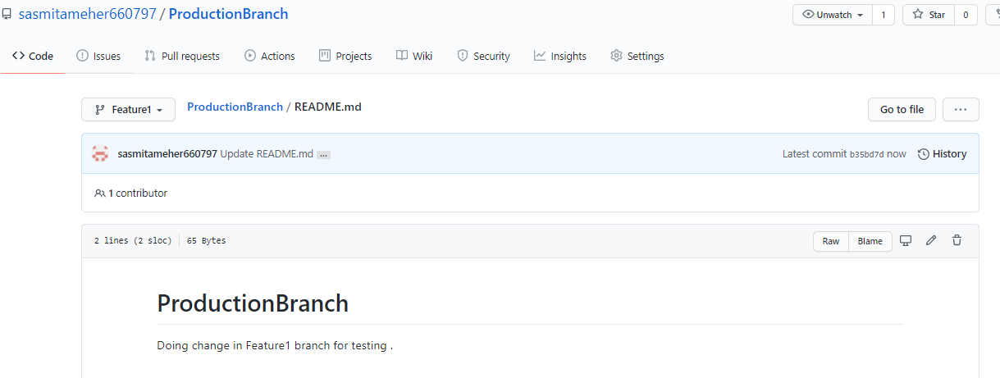 sasmitameher660797 / ProductionBranch
Unwatch 1 Star 0
Code Issues Pull requests Actions Projects Wiki Security Insights Settings
Feature1 ProductionBranch / README.md Go to file ...
sasmitameher660797 Update README.md ... Latest commit b35bd7d now History
1 contributor
2 lines (2 sloc) 65 Bytes Raw Blame
ProductionBranch
Doing change in Feature1 branch for testing .